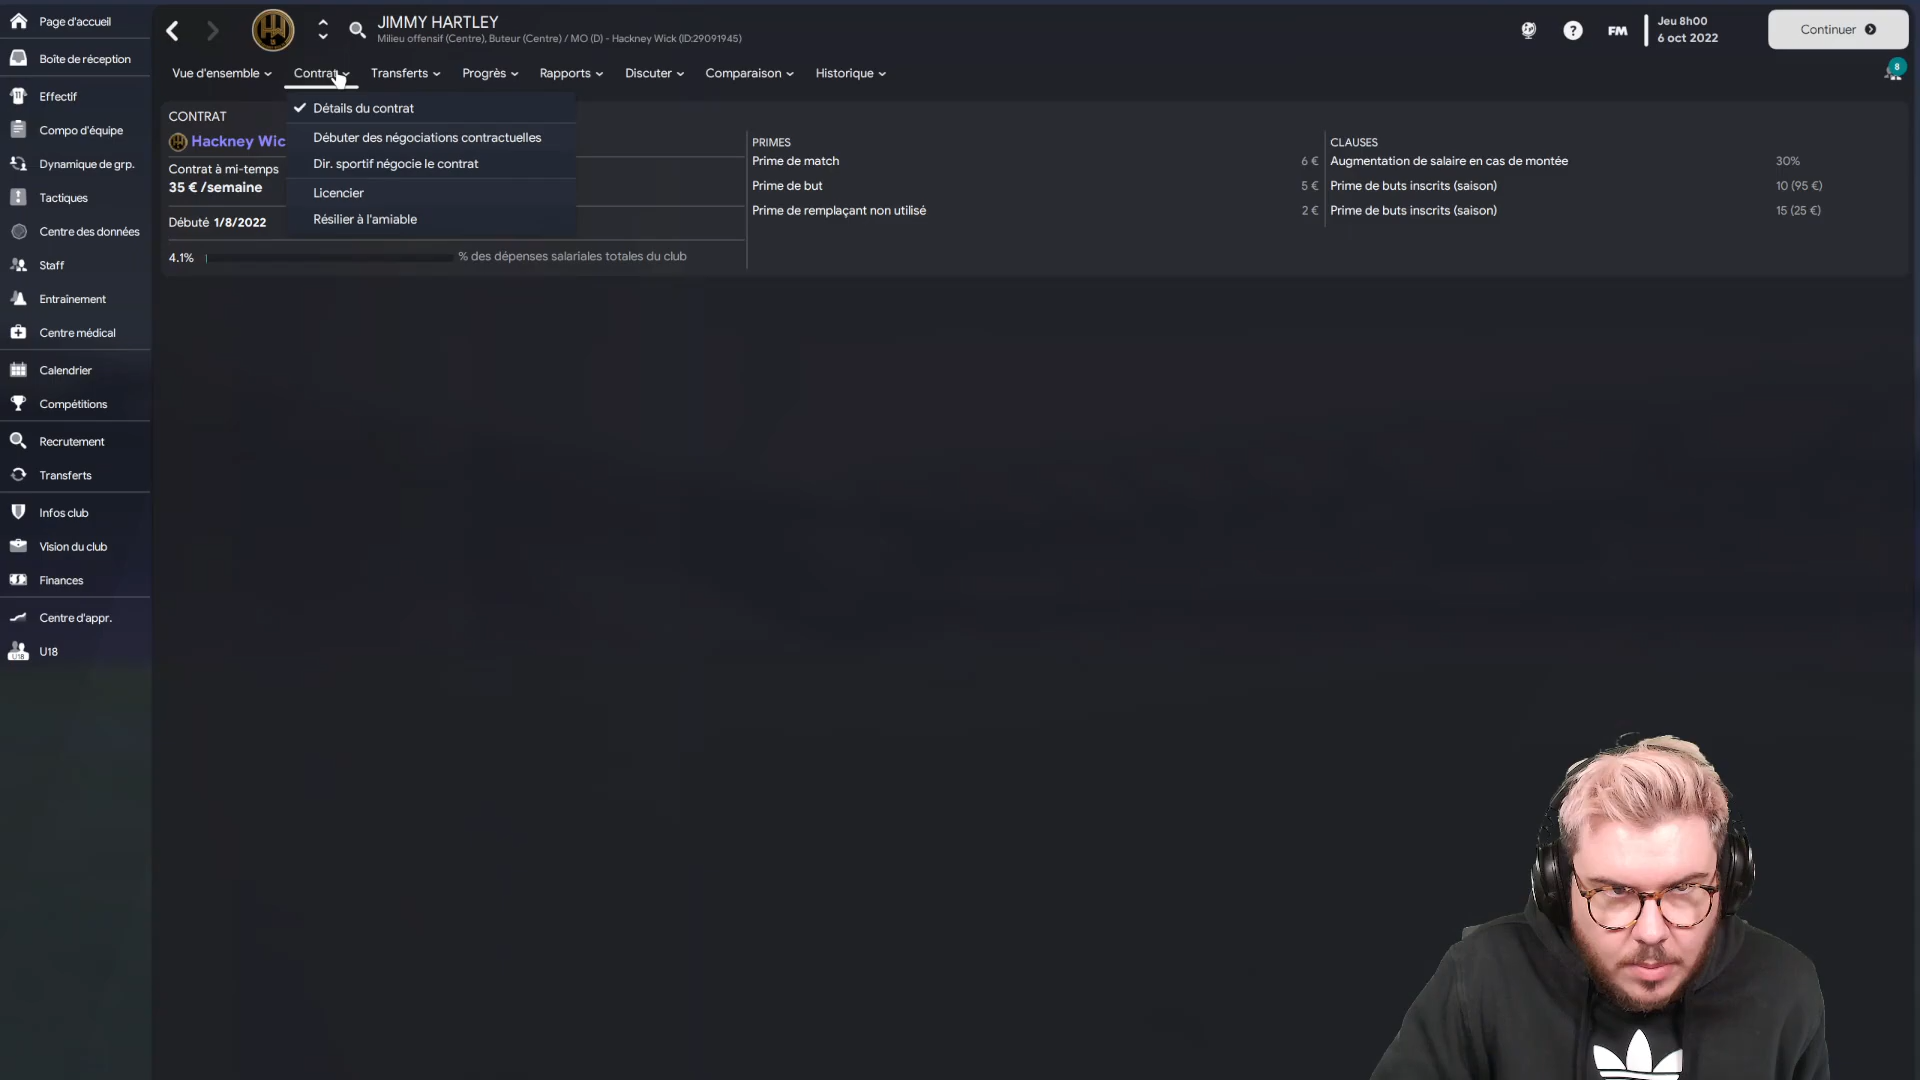 Page d'accueil
Boîte de réception
Effectif
Compo d'équipe
Dynamique de grp.
Tactiques
Centre des données
Staff
Entraînement
Centre médical
Calendrier
Compétitions
Recrutement
Transferts
Infos club
Vision du club
Finances
Centre d'appr.
U18
JIMMY HARTLEY
Milieu offensif (Centre), Buteur (Centre) / MO (D) - Hackney Wick (ID:29091945)
FM
Jeu 8h00
6 oct 2022
Continuer
Vue d'ensemble Contrat Transferts Progrès Rapports Discuter Comparaison Historique
8
Détails du contrat
Débuter des négociations contractuelles
Dir. sportif négocie le contrat
Licencier
Résilier à l'amiable
CONTRAT
Hackney Wic
Contrat à mi-temps
35 € /semaine
Débuté 1/8/2022
4.1% % des dépenses salariales totales du club
PRIMES
Prime de match 6 €
Prime de but 5 €
Prime de remplaçant non utilisé 2 €
CLAUSES
Augmentation de salaire en cas de montée 30%
Prime de buts inscrits (saison) 10 (95 €)
Prime de buts inscrits (saison) 15 (25 €)